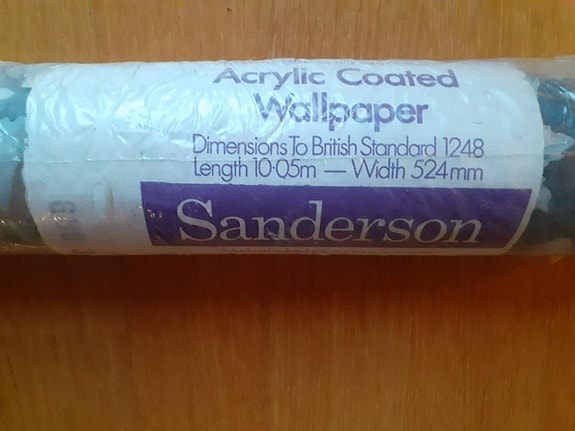 Acrylic Coated
Wallpaper
Dimensions To British Standard 1248
Length 10·05m — Width 524mm
Sanderson